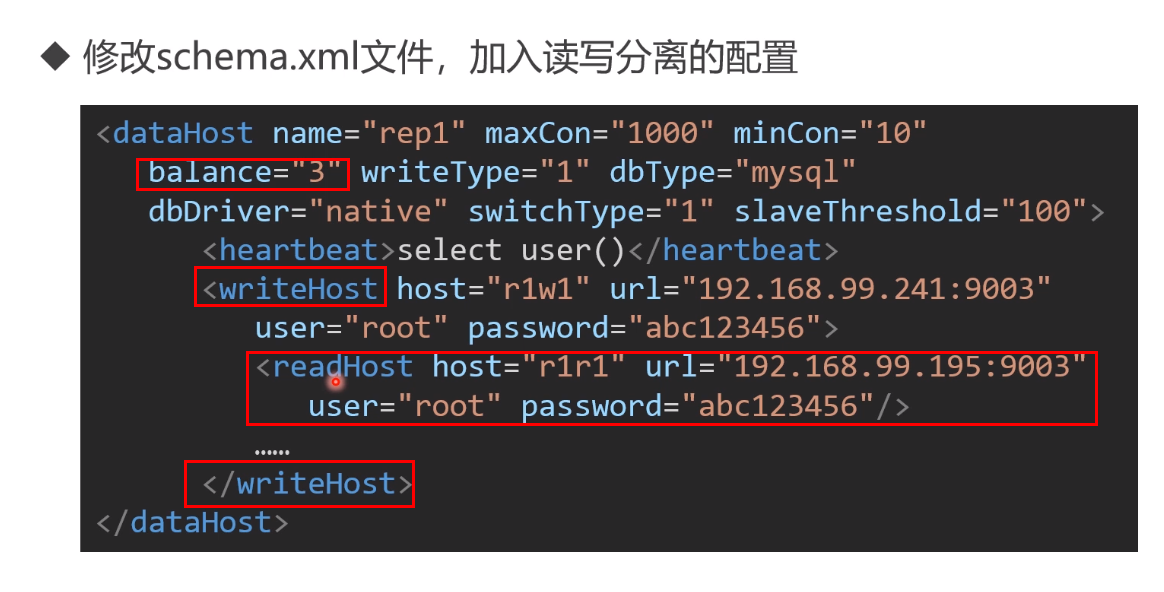 ◆ 修改schema.xml文件，加入读写分离的配置
<dataHost name="rep1" maxCon="1000" minCon="10"
balance="3" writeType="1" dbType="mysql"
dbDriver="native" switchType="1" slaveThreshold="100">
<heartbeat>select user()</heartbeat>
<writeHost host="r1w1" url="192.168.99.241:9003"
user="root" password="abc123456">
<readHost host="r1r1" url="192.168.99.195:9003"
user="root" password="abc123456"/>
……
</writeHost>
</dataHost>